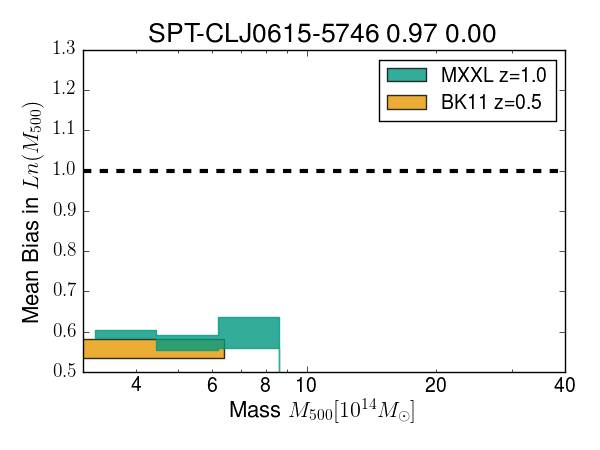 SPT-CLJ0615-5746 0.97 0.00
MXXL z=1.0
BK11 z=0.5
Mean Bias in Ln(M500)
1.3
1.2
1.1
1.0
0.9
0.8
0.7
0.6
0.5
4 6 8 10 20 40
Mass M500[10^14 M⊙]